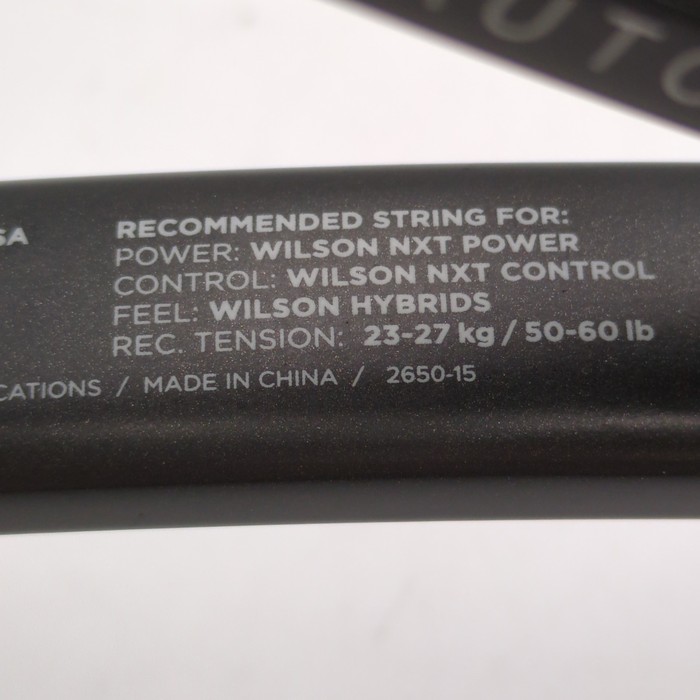 RECOMMENDED STRING FOR:
POWER: WILSON NXT POWER
CONTROL: WILSON NXT CONTROL
FEEL: WILSON HYBRIDS
REC. TENSION: 23-27 kg / 50-60 lb
/ MADE IN CHINA / 2650-15